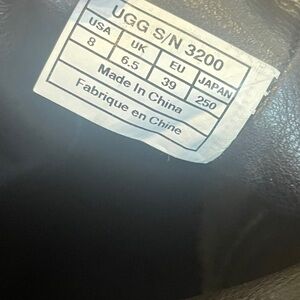 UGG S/N 3200
USA UK EU JAPAN
8 6.5 39 250
Made In China
Fabrique en Chine